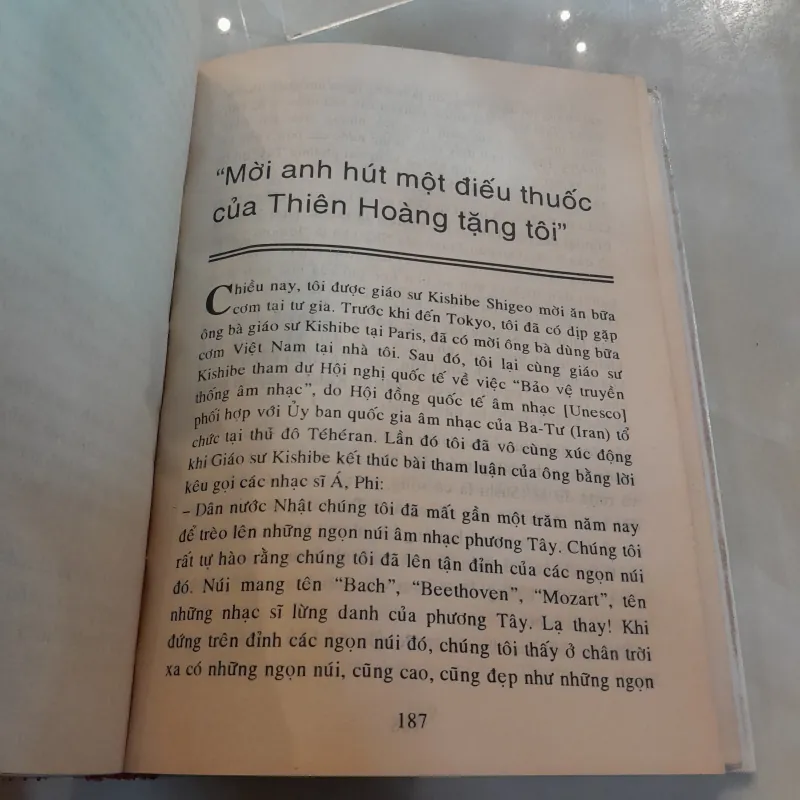 “Mời anh hút một điếu thuốc
của Thiên Hoàng tặng tôi”
Chiều nay, tôi được giáo sư Kishibe Shigeo mời ăn bữa
cơm tại tư gia. Trước khi đến Tokyo, tôi đã có dịp gặp
ông bà giáo sư Kishibe tại Paris, đã có mời ông bà dùng bữa
cơm Việt Nam tại nhà tôi. Sau đó, tôi lại cùng giáo sư
Kishibe tham dự Hội nghị quốc tế về việc “Bảo vệ truyền
thống âm nhạc”, do Hội đồng quốc tế âm nhạc [Unesco]
phối hợp với Ủy ban quốc gia âm nhạc của Ba-Tư (Iran) tổ
chức tại thủ đô Téhéran. Lần đó tôi đã vô cùng xúc động
khi Giáo sư Kishibe kết thúc bài tham luận của ông bằng lời
kêu gọi các nhạc sĩ Á, Phi:
– Dân nước Nhật chúng tôi đã mất gần một trăm năm nay
để trèo lên những ngọn núi âm nhạc phương Tây. Chúng tôi
rất tự hào rằng chúng tôi đã lên tận đỉnh của các ngọn núi
đó. Núi mang tên “Bach”, “Beethoven”, “Mozart”, tên
những nhạc sĩ lừng danh của phương Tây. Lạ thay! Khi
đứng trên đỉnh các ngọn núi đó, chúng tôi thấy ở chân trời
xa có những ngọn núi, cũng cao, cũng đẹp như những ngọn
187